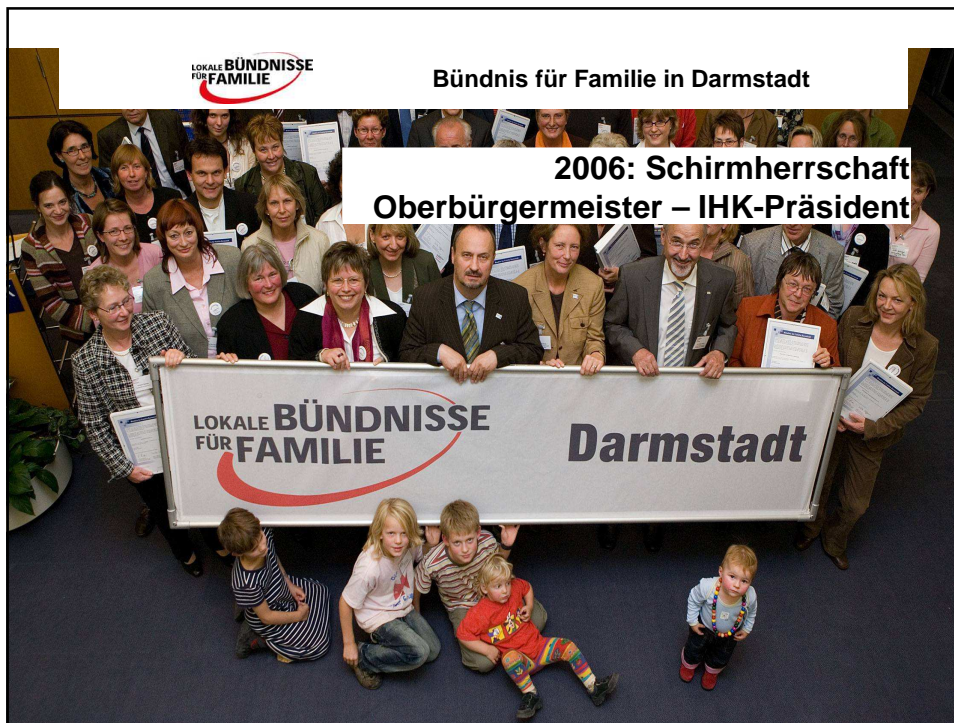 LOKALE BÜNDNISSE
FÜR FAMILIE
Bündnis für Familie in Darmstadt
2006: Schirmherrschaft
Oberbürgermeister – IHK-Präsident
LOKALE BÜNDNISSE
FÜR FAMILIE
Darmstadt